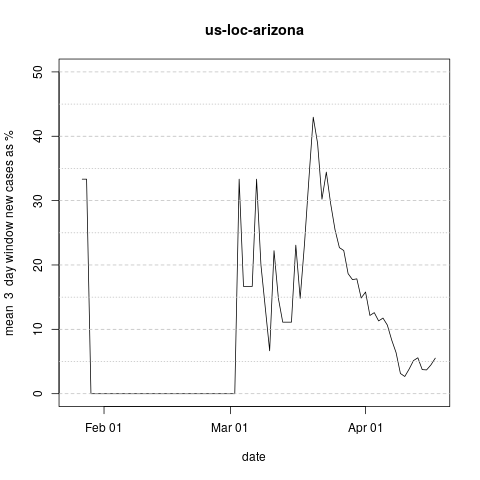 us-loc-arizona
mean 3 day window new cases as %
50
40
30
20
10
0
Feb 01
Mar 01
Apr 01
date